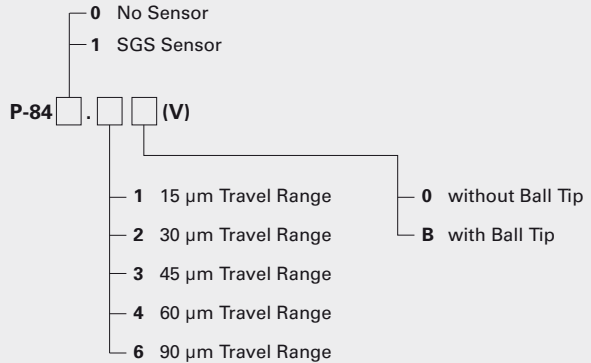 0 No Sensor
1 SGS Sensor
P-84 . (V)
1 15 µm Travel Range
0 without Ball Tip
2 30 µm Travel Range
B with Ball Tip
3 45 µm Travel Range
4 60 µm Travel Range
6 90 µm Travel Range